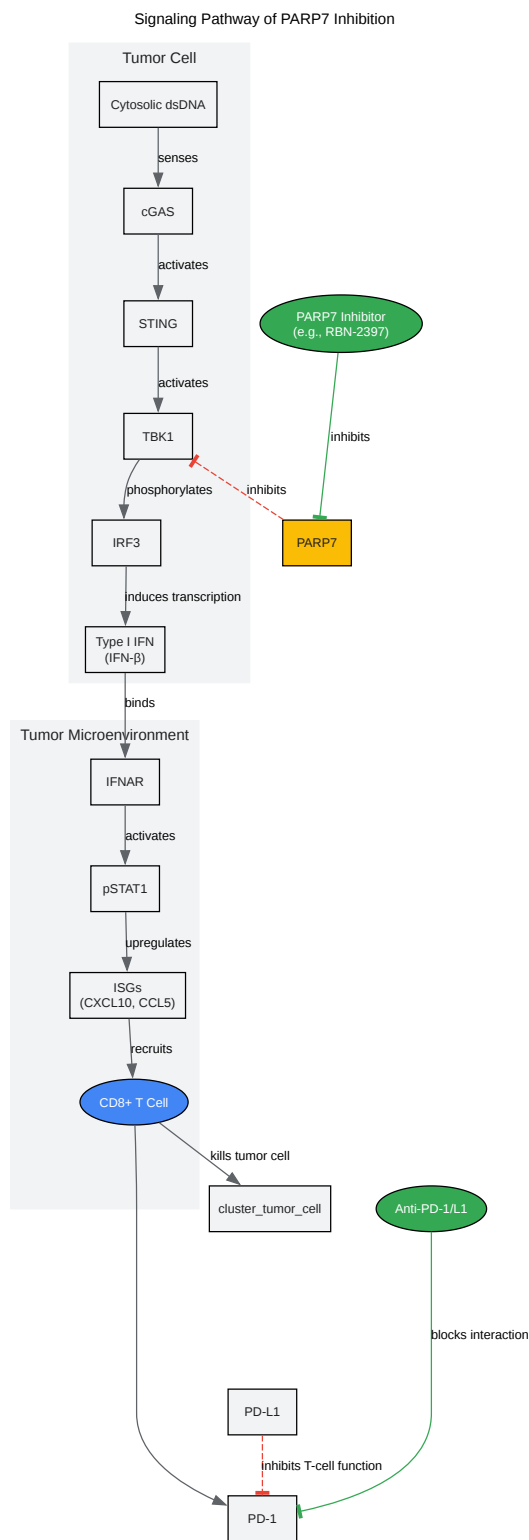 Signaling Pathway of PARP7 Inhibition
Tumor Cell
Cytosolic dsDNA
senses
cGAS
activates
STING
PARP7 Inhibitor
(e.g., RBN-2397)
activates
TBK1
inhibits
phosphorylates
inhibits
IRF3
PARP7
induces transcription
Type I IFN
(IFN-β)
binds
Tumor Microenvironment
IFNAR
activates
pSTAT1
upregulates
ISGs
(CXCL10, CCL5)
recruits
CD8+ T Cell
kills tumor cell
cluster_tumor_cell
Anti-PD-1/L1
blocks interaction
PD-L1
inhibits T-cell function
PD-1